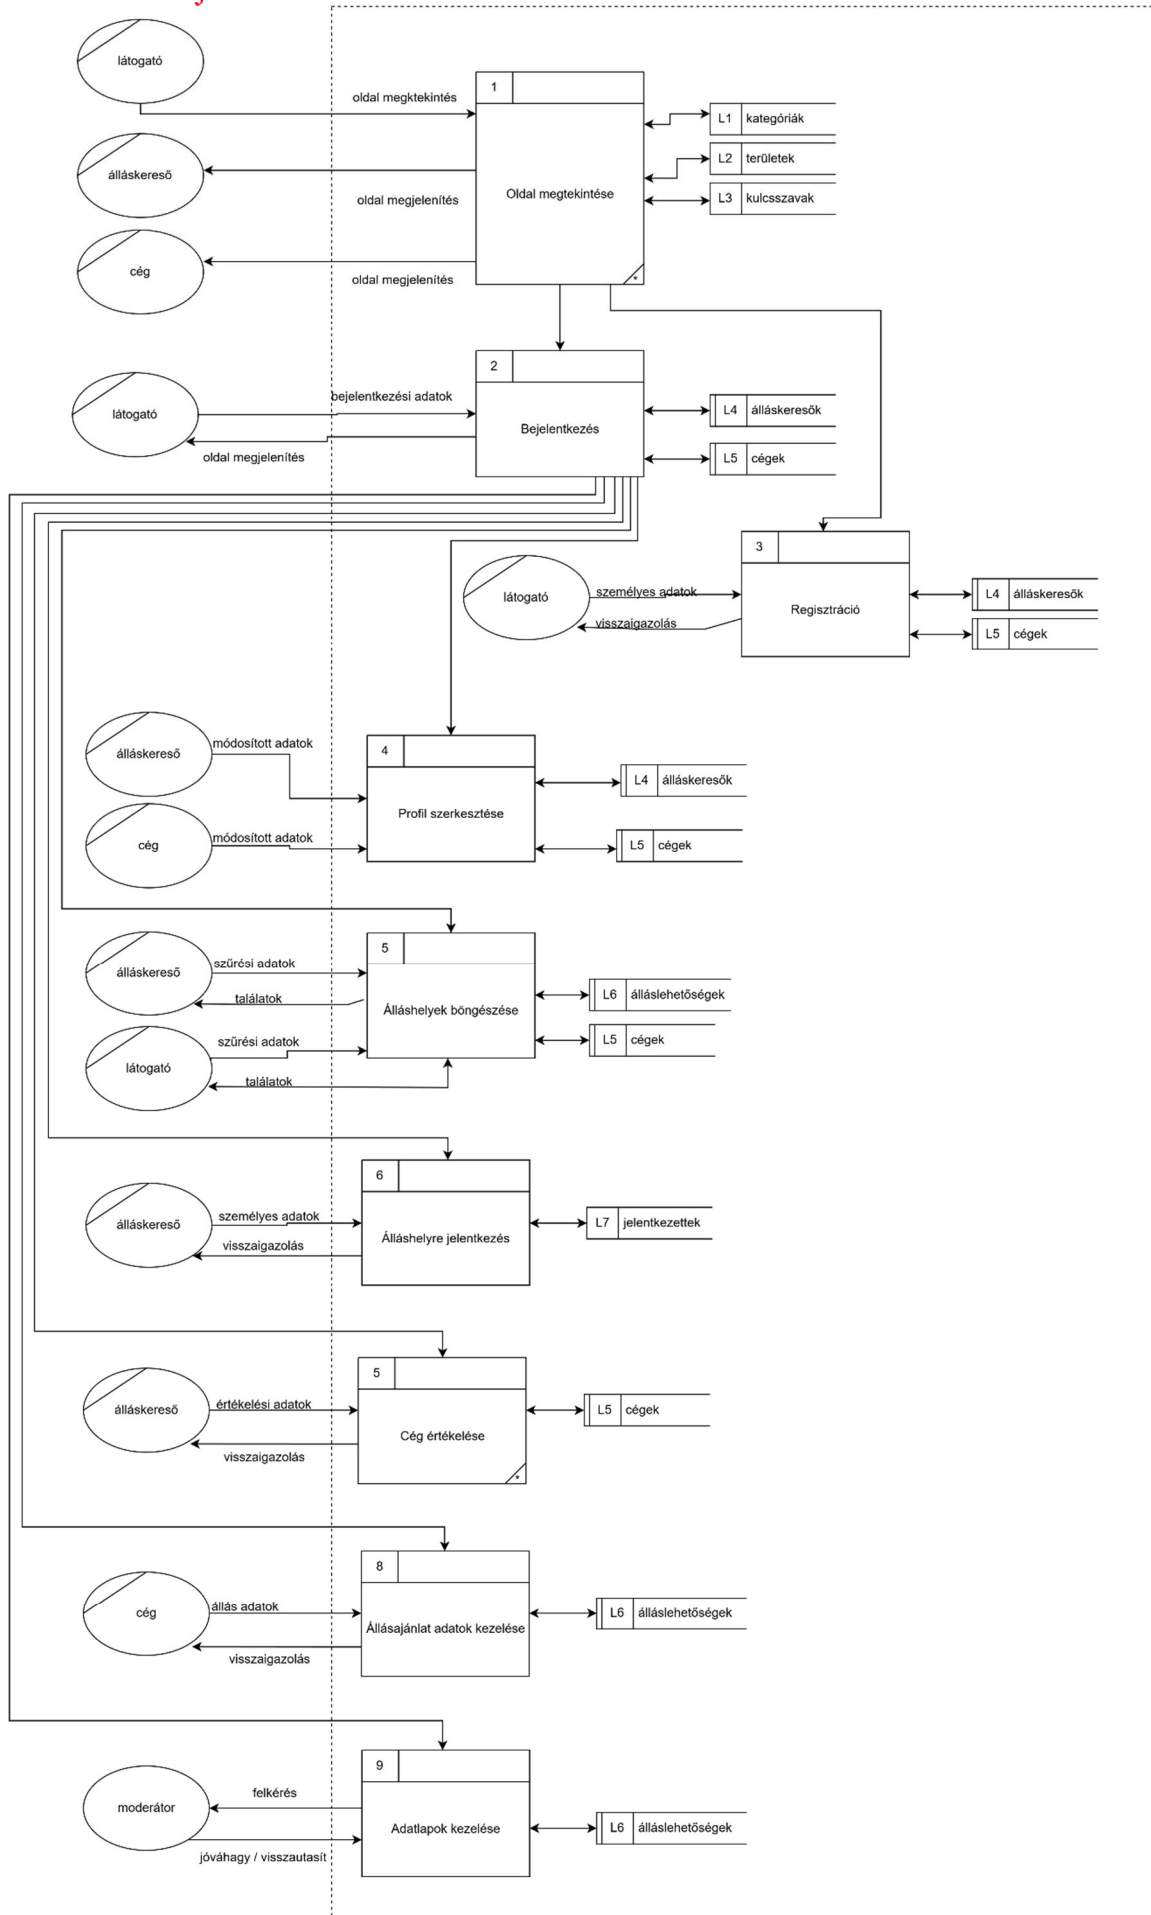 látogató
1
oldal megktekintés
L1 kategóriák
L2 területek
álláskereső
Oldal megtekintése
L3 kulcsszavak
oldal megjelenítés
cég
*
oldal megjelenítés
2
bejelentkezési adatok
látogató
L4 álláskeresők
Bejelentkezés
oldal megjelenítés
L5 cégek
3
látogató
személyes adatok
L4 álláskeresők
Regisztráció
visszaigazolás
L5 cégek
módosított adatok
4
álláskereső
L4 álláskeresők
Profil szerkesztése
módosított adatok
cég
L5 cégek
5
szűrési adatok
álláskereső
találatok
L6 álláslehetőségek
Álláshelyek böngészése
szűrési adatok
L5 cégek
látogató
találatok
6
személyes adatok
álláskereső
L7 jelentkezettek
Álláshelyre jelentkezés
visszaigazolás
5
értékelési adatok
álláskereső
L5 cégek
Cég értékelése
visszaigazolás
*
8
állás adatok
cég
L6 álláslehetőségek
Állásajánlat adatok kezelése
visszaigazolás
9
felkérés
moderátor
Adatlapok kezelése
L6 álláslehetőségek
jóváhagy / visszautasít